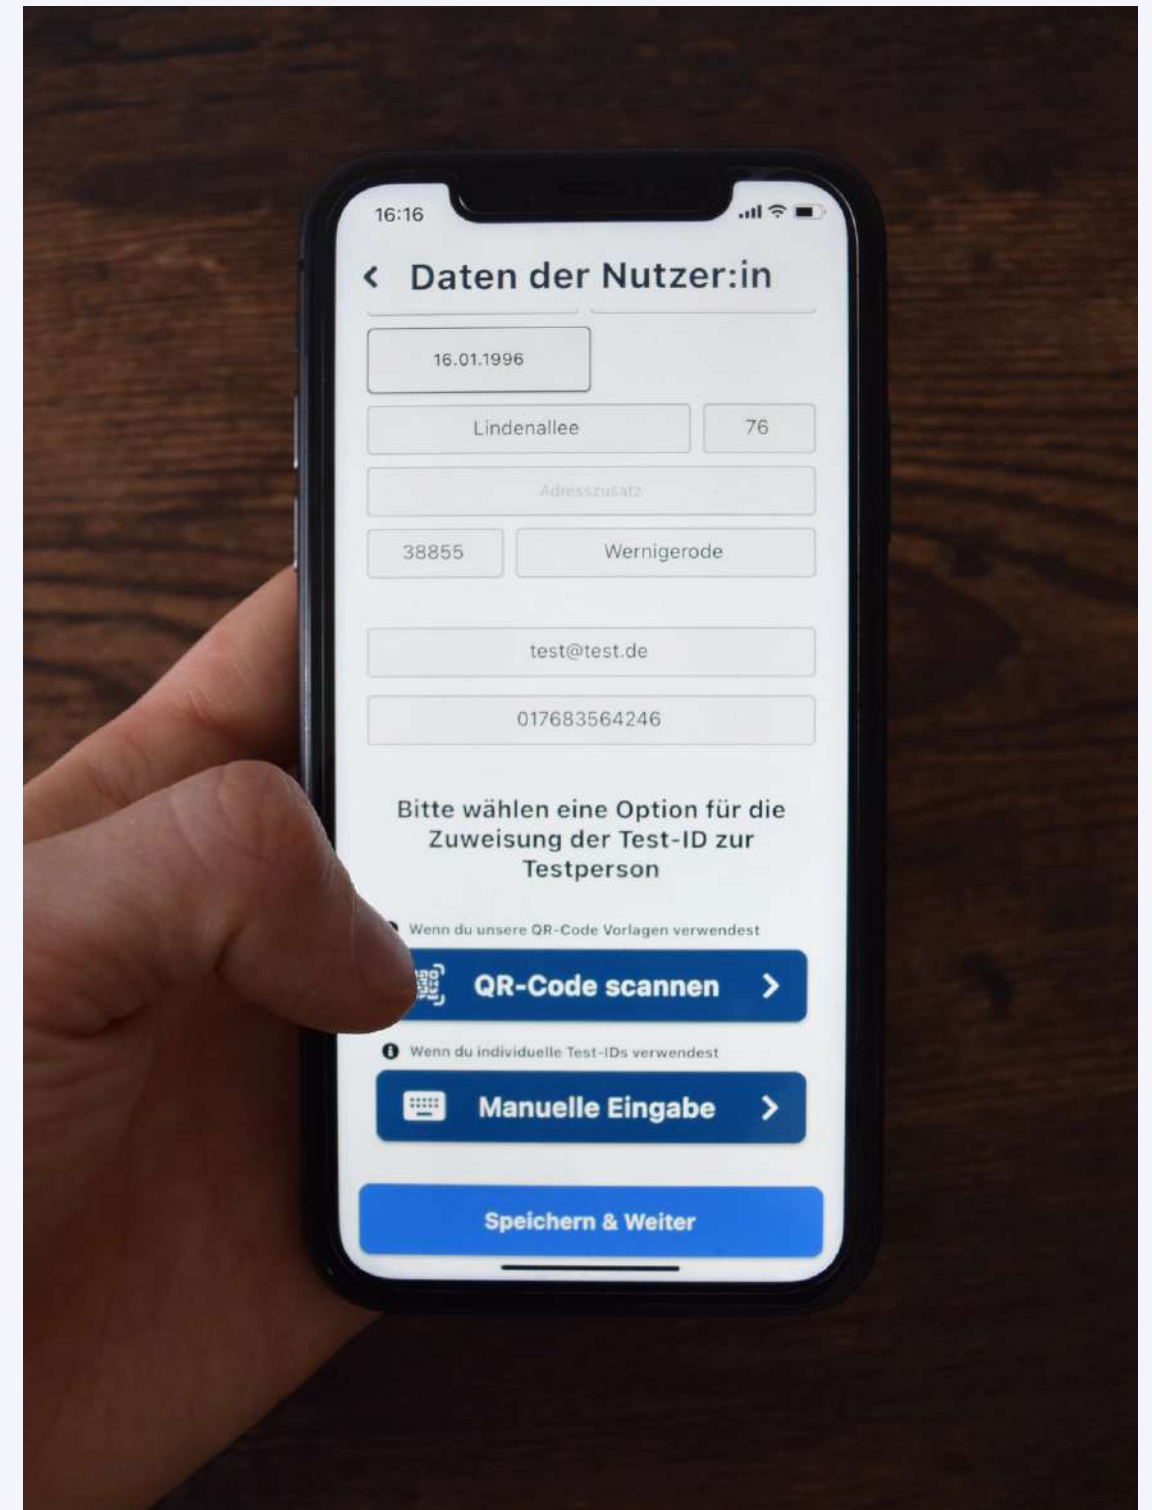 16:16
Daten der Nutzer:in
16.01.1996
Lindenallee 76
Adresszusatz
38855 Wernigerode
test@test.de
017683564246
Bitte wählen eine Option für die
Zuweisung der Test-ID zur
Testperson
Wenn du unsere QR-Code Vorlagen verwendest
QR-Code scannen
Wenn du individuelle Test-IDs verwendest
Manuelle Eingabe
Speichern & Weiter